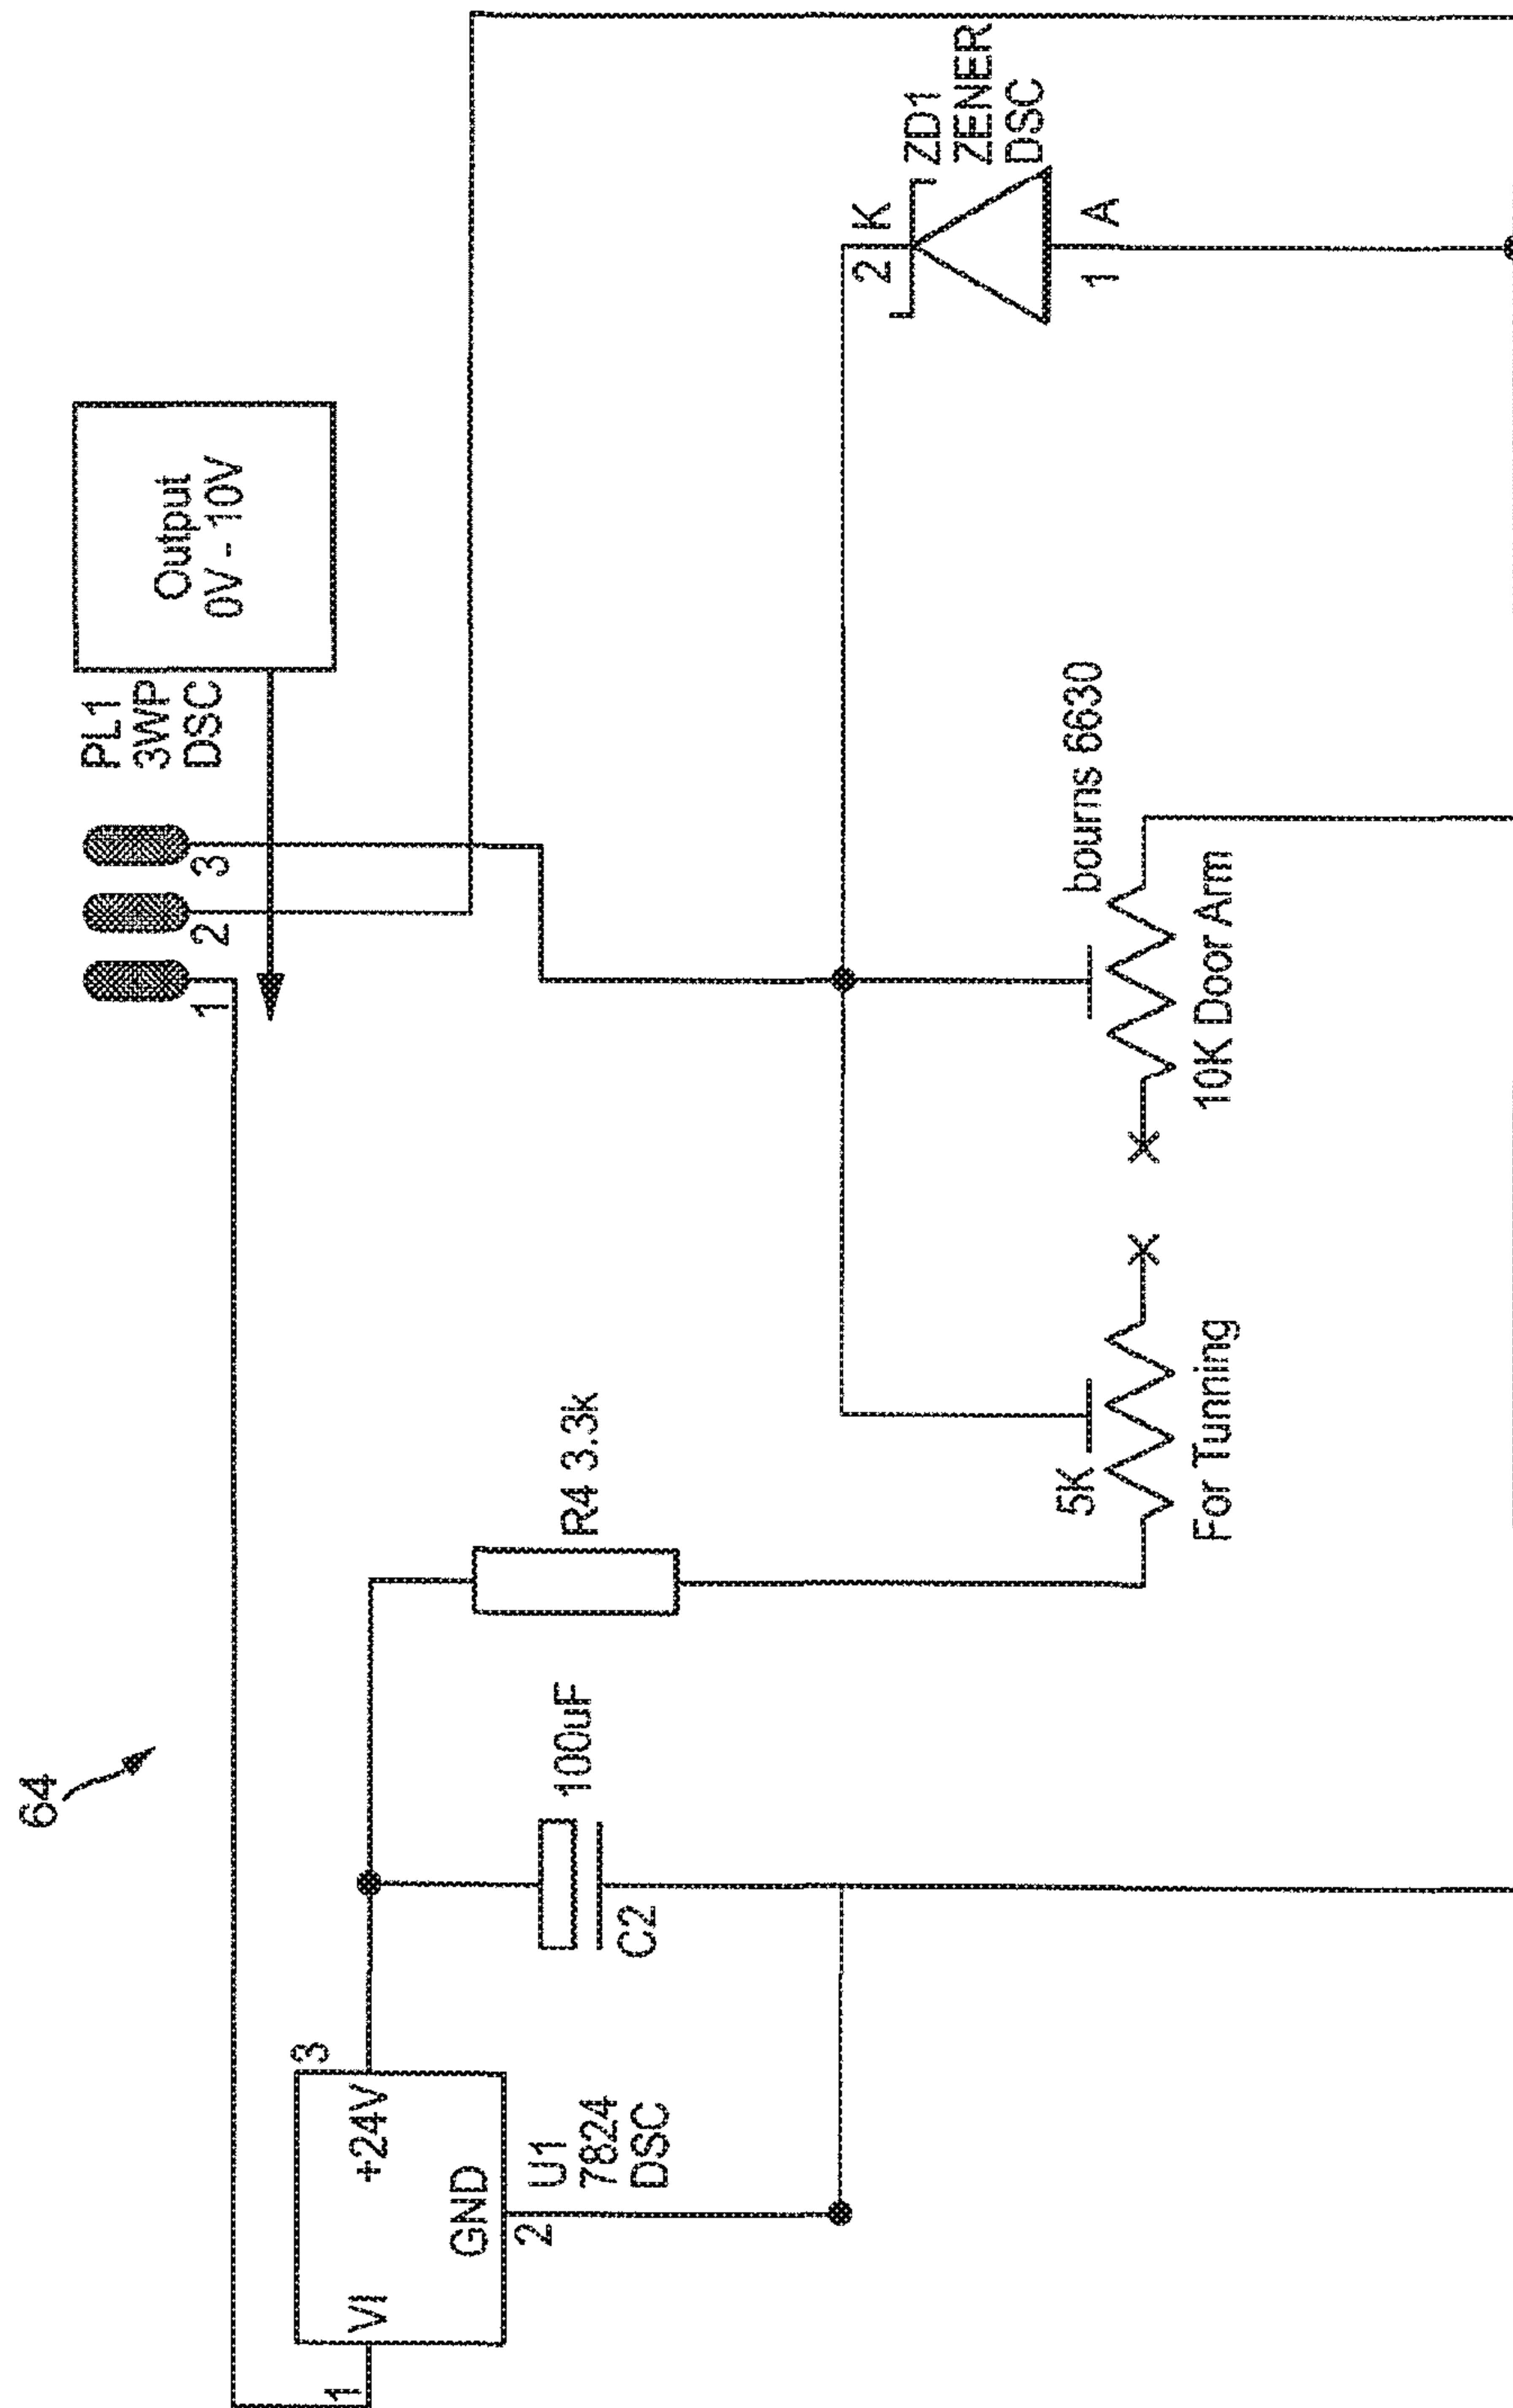 64
1
VI
+24V
3
GND
2
U1
7824
DSC
100uF
C2
R4 3.3k
5K
For Tunning
bourns 6630
10K Door Arm
1
2
3
PL1
3WP
DSC
Output
0V - 10V
2 K
ZD1
ZENER
DSC
1 A